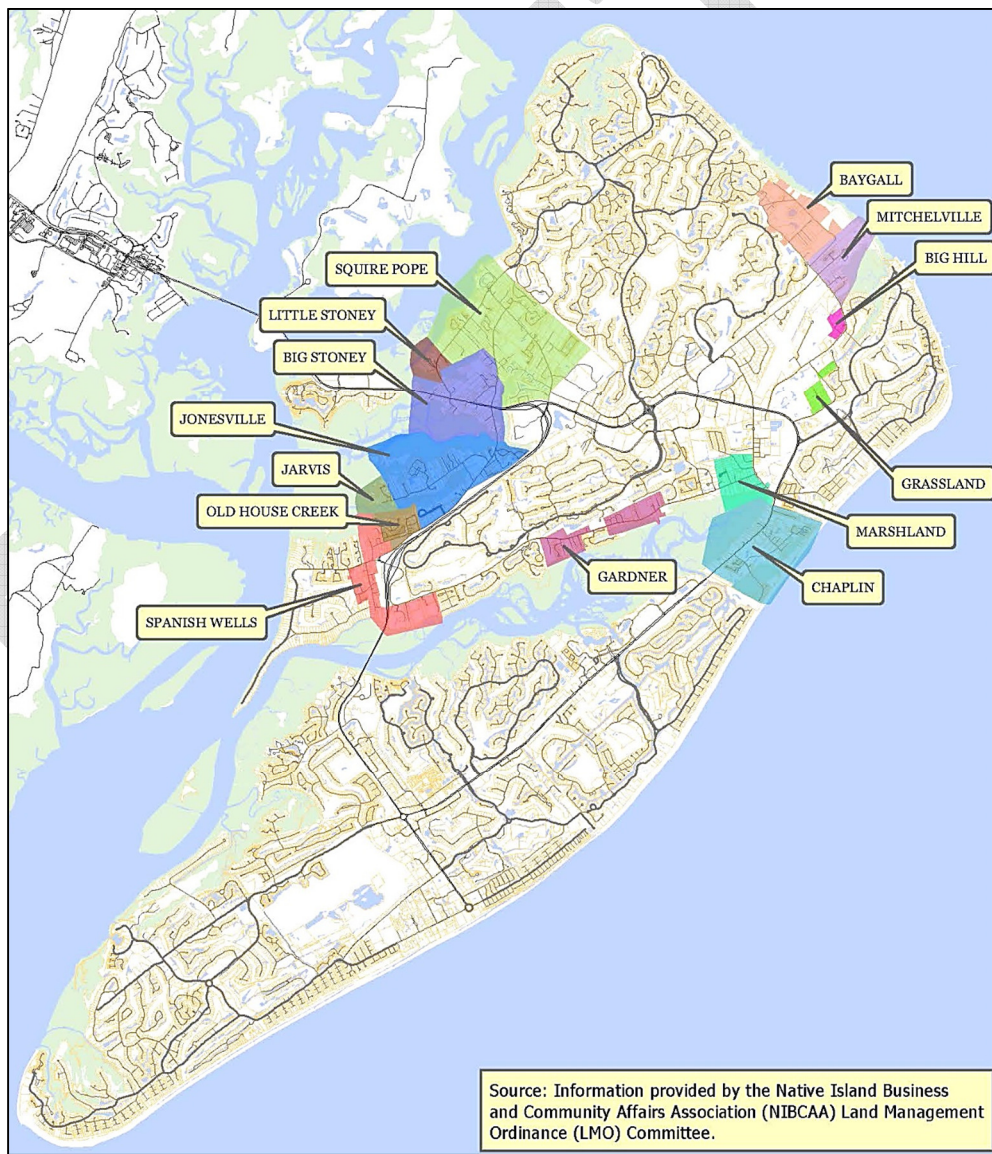 BAYGALL
MITCHELVILLE
BIG HILL
SQUIRE POPE
LITTLE STONEY
BIG STONEY
JONESVILLE
JARVIS
OLD HOUSE CREEK
GRASSLAND
MARSHLAND
GARDNER
CHAPLIN
SPANISH WELLS
Source: Information provided by the Native Island Business
and Community Affairs Association (NIBCAA) Land Management
Ordinance (LMO) Committee.